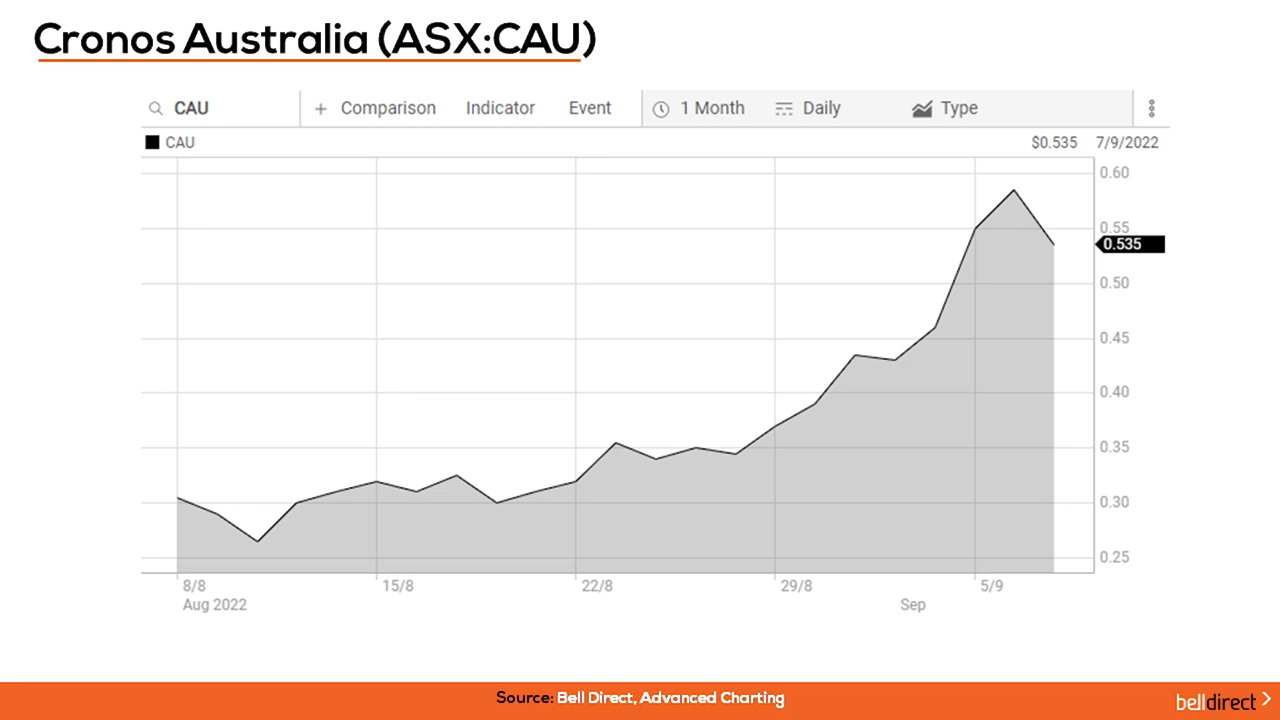 Cronos Australia (ASX:CAU)
CAU + Comparison Indicator Event 1 Month Daily Type
CAU $0.535 7/9/2022
0.60
0.55
0.535
0.50
0.45
0.40
0.35
0.30
0.25
8/8 15/8 22/8 29/8 5/9
Aug 2022 Sep
Source: Bell Direct, Advanced Charting
belldirect